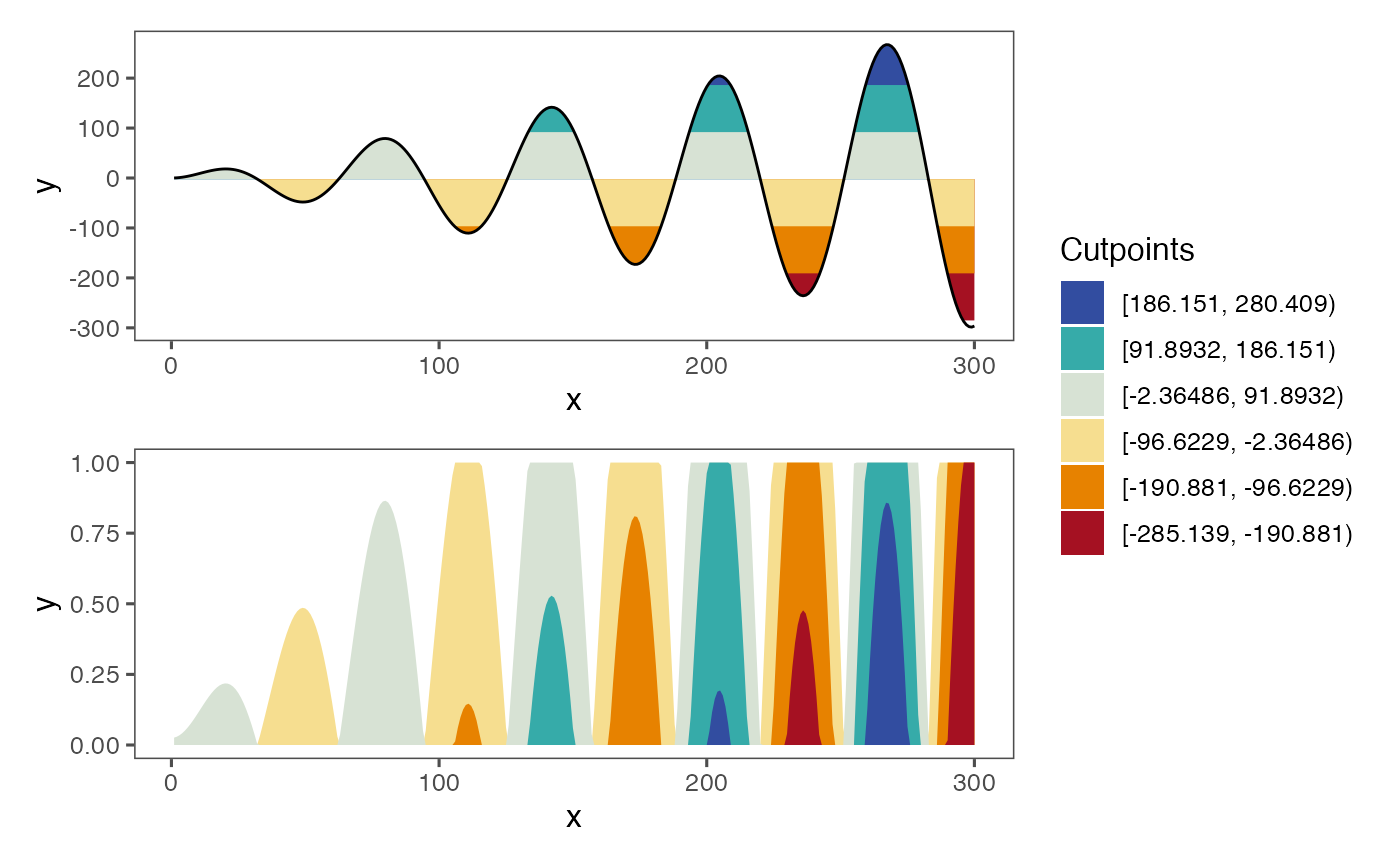 y
200
100
0
-100
-200
-300
0 100 200 300
x
Cutpoints
[186.151, 280.409)
[91.8932, 186.151)
[-2.36486, 91.8932)
[-96.6229, -2.36486)
[-190.881, -96.6229)
[-285.139, -190.881)
y
1.00
0.75
0.50
0.25
0.00
0 100 200 300
x